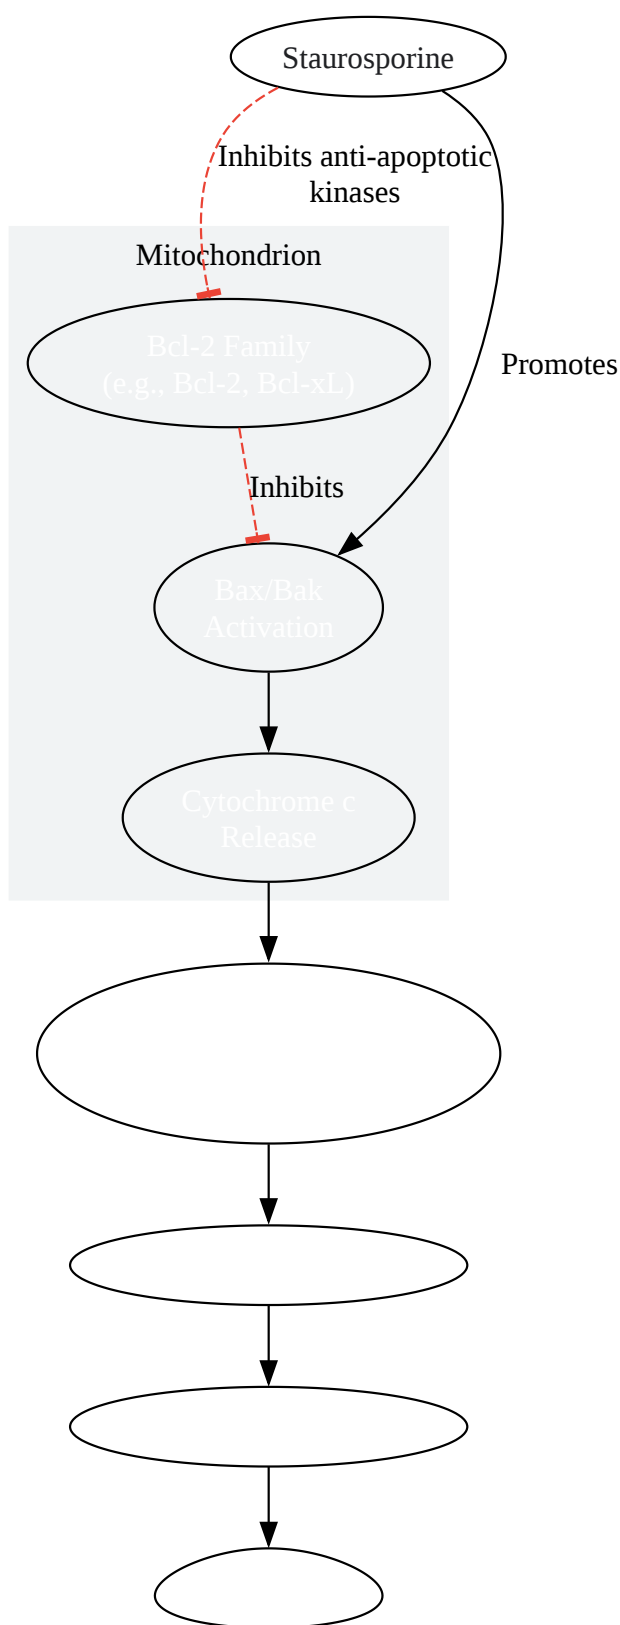 Staurosporine
Inhibits anti-apoptotic
kinases
Mitochondrion
Bcl-2 Family
(e.g., Bcl-2, Bcl-xL)
Promotes
Inhibits
Bax/Bak
Activation
Cytochrome c
Release